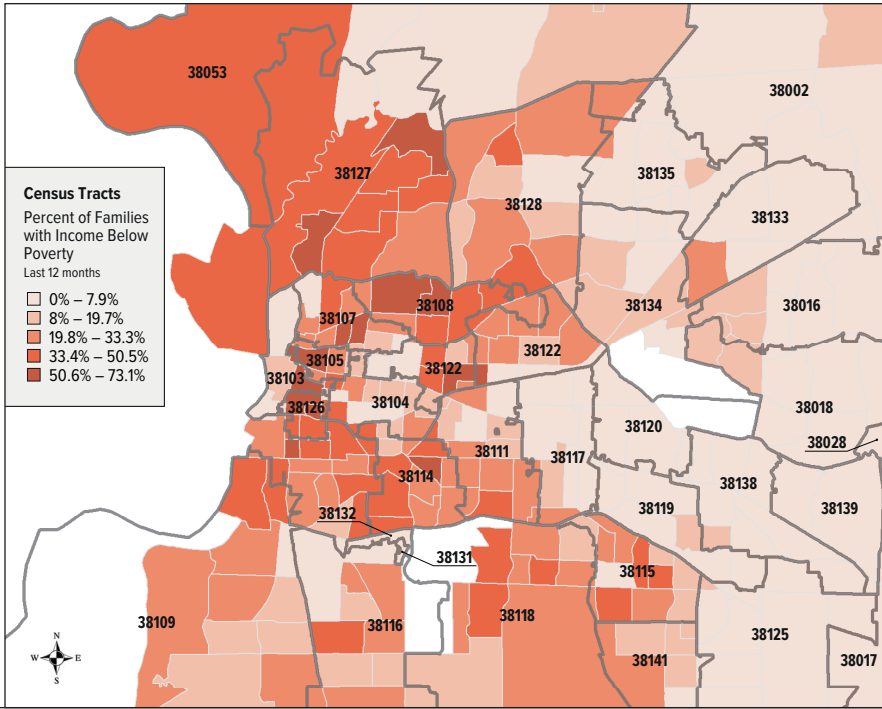 38053
38002
38127
38135
38128
38133
Census Tracts
Percent of Families
with Income Below
Poverty
Last 12 months
0% – 7.9%
8% – 19.7%
19.8% – 33.3%
33.4% – 50.5%
50.6% – 73.1%
38108
38134
38016
38107
38122
38105
38122
38103
38104
38126
38018
38120
38028
38111
38117
38114
38138
38119
38139
38132
38131
38115
38109
38116
38118
38125
38141
38017
N
W E
S